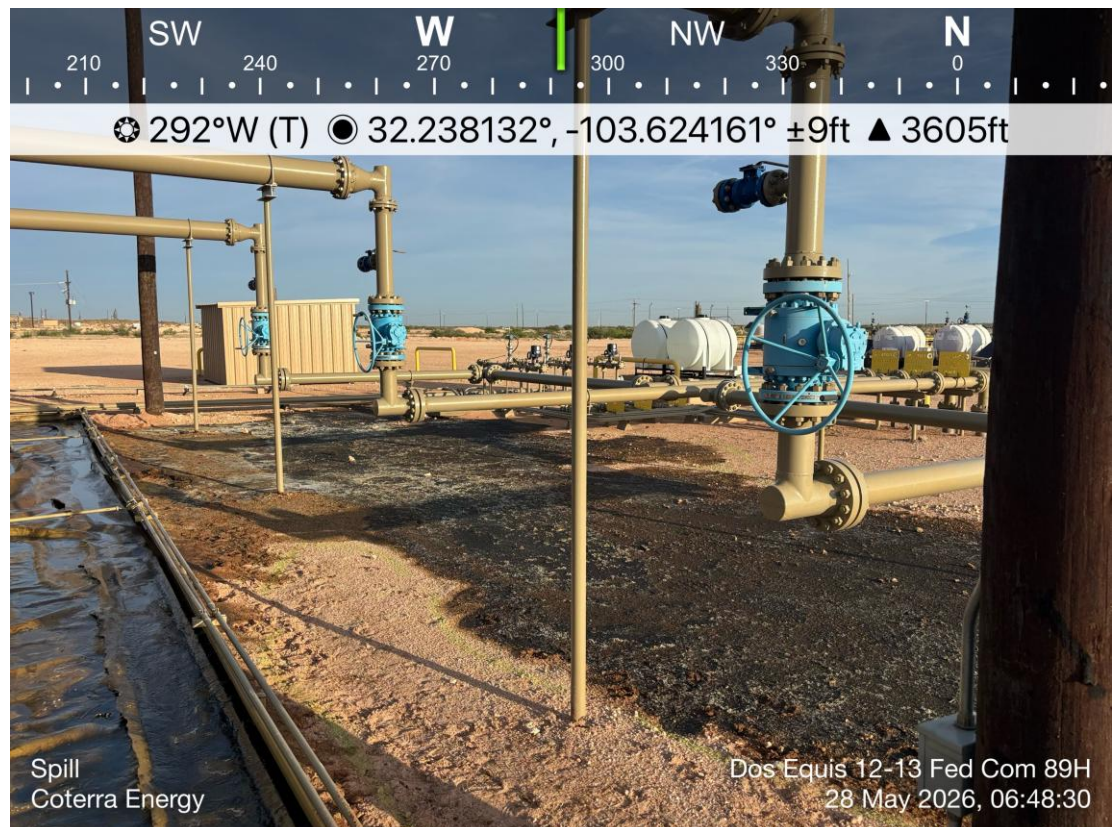 SW W NW N
210 240 270 300 330 0
292°W (T) 32.238132°, -103.624161° ±9ft ▲ 3605ft
Spill
Coterra Energy
Dos Equis 12-13 Fed Com 89H
28 May 2026, 06:48:30